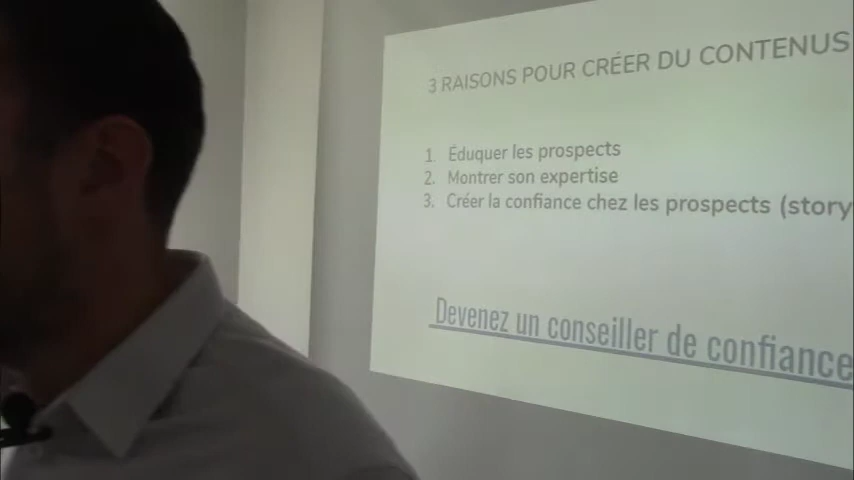 3 RAISONS POUR CRÉER DU CONTENUS
1. Éduquer les prospects
2. Montrer son expertise
3. Créer la confiance chez les prospects (story
Devenez un conseiller de confiance